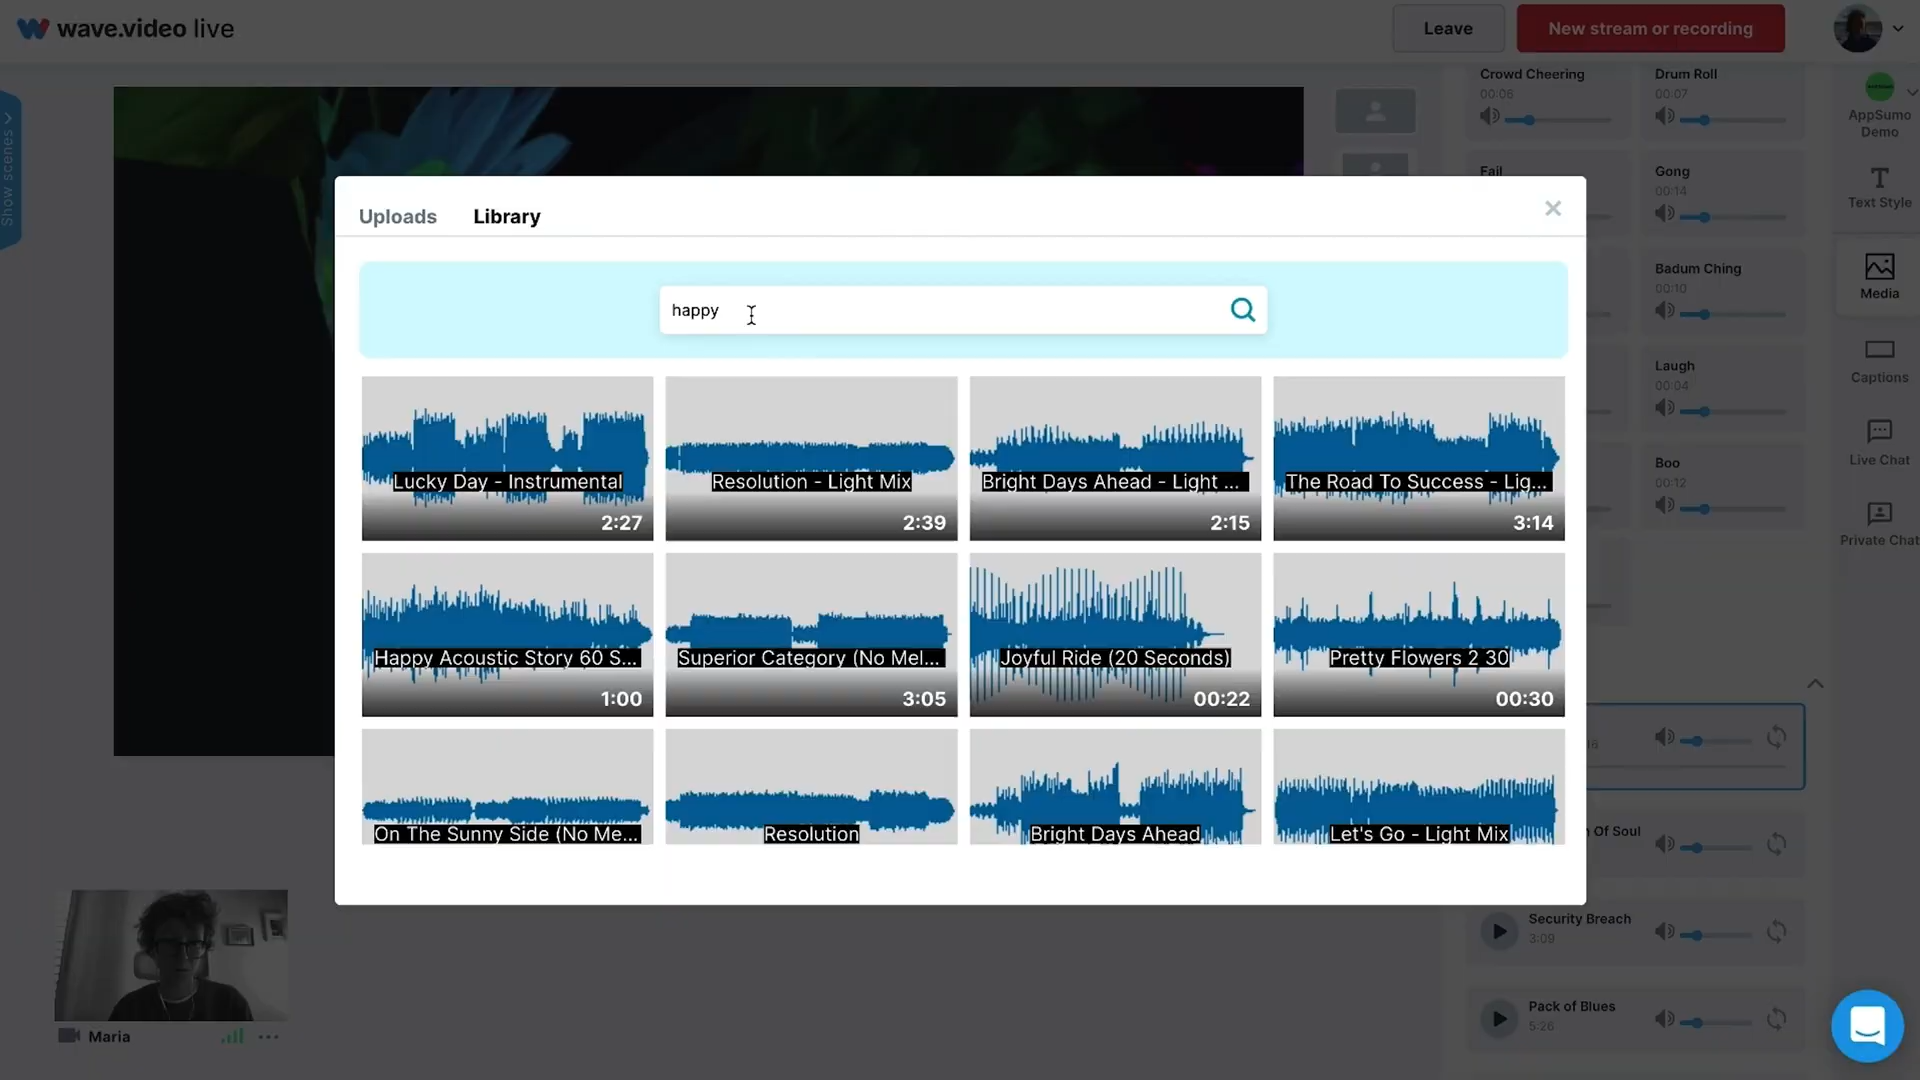 wave.video live
Leave
New stream or recording
Crowd Cheering
00:06
Drum Roll
00:07
AppSumo
Demo
Show scenes
Fail
Gong
00:14
Text Style
Uploads
Library
happy
Badum Ching
00:10
Media
Laugh
00:04
Captions
Boo
00:12
Live Chat
Private Chat
Lucky Day - Instrumental
2:27
Resolution - Light Mix
2:39
Bright Days Ahead - Light ...
2:15
The Road To Success - Lig...
3:14
Happy Acoustic Story 60 S...
1:00
Superior Category (No Mel...
3:05
Joyful Ride (20 Seconds)
00:22
Pretty Flowers 2 30
00:30
On The Sunny Side (No Me...
Resolution
Bright Days Ahead
Let's Go - Light Mix
Of Soul
Security Breach
3:09
Pack of Blues
5:26
Maria